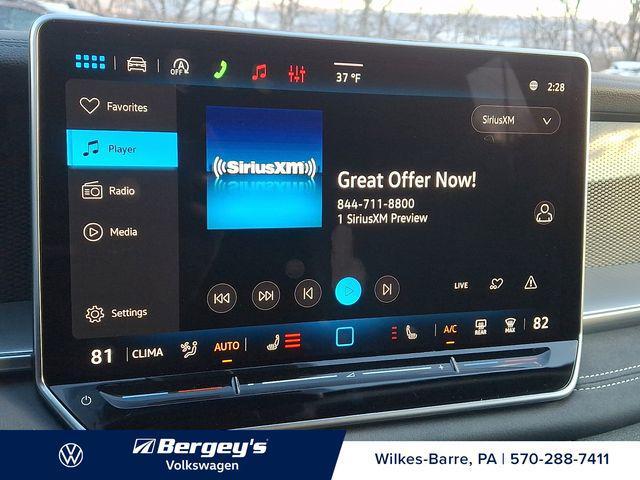 OFF
37 °F
2:28
Favorites
SiriusXM
Player
((SiriusXM))
Great Offer Now!
Radio
844-711-8800
1 SiriusXM Preview
Media
LIVE
Settings
81 CLIMA AUTO A/C REAR MAX 82
Bergey's
Volkswagen
Wilkes-Barre, PA | 570-288-7411